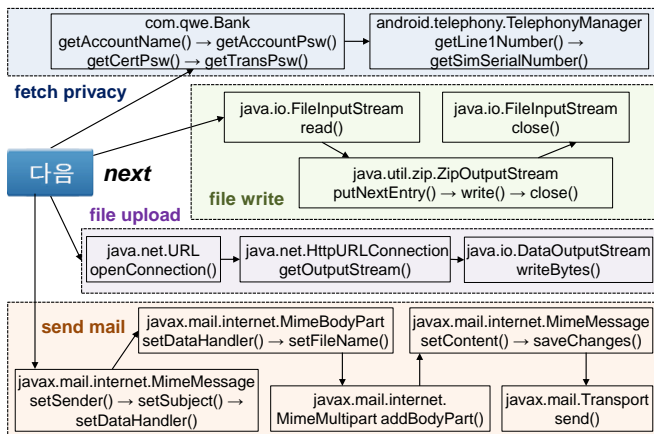 com.qwe.Bank
getAccountName() → getAccountPsw()
getCertPsw() → getTransPsw()
android.telephony.TelephonyManager
getLine1Number() →
getSimSerialNumber()
fetch privacy
java.io.FileInputStream
read()
java.io.FileInputStream
close()
java.util.zip.ZipOutputStream
putNextEntry() → write() → close()
file write
다음
next
file upload
java.net.URL
openConnection()
java.net.HttpURLConnection
getOutputStream()
java.io.DataOutputStream
writeBytes()
send mail
javax.mail.internet.MimeBodyPart
setDataHandler() → setFileName()
javax.mail.internet.MimeMessage
setContent() → saveChanges()
javax.mail.internet.MimeMessage
setSender() → setSubject() →
setDataHandler()
javax.mail.internet.
MimeMultipart addBodyPart()
javax.mail.Transport
send()